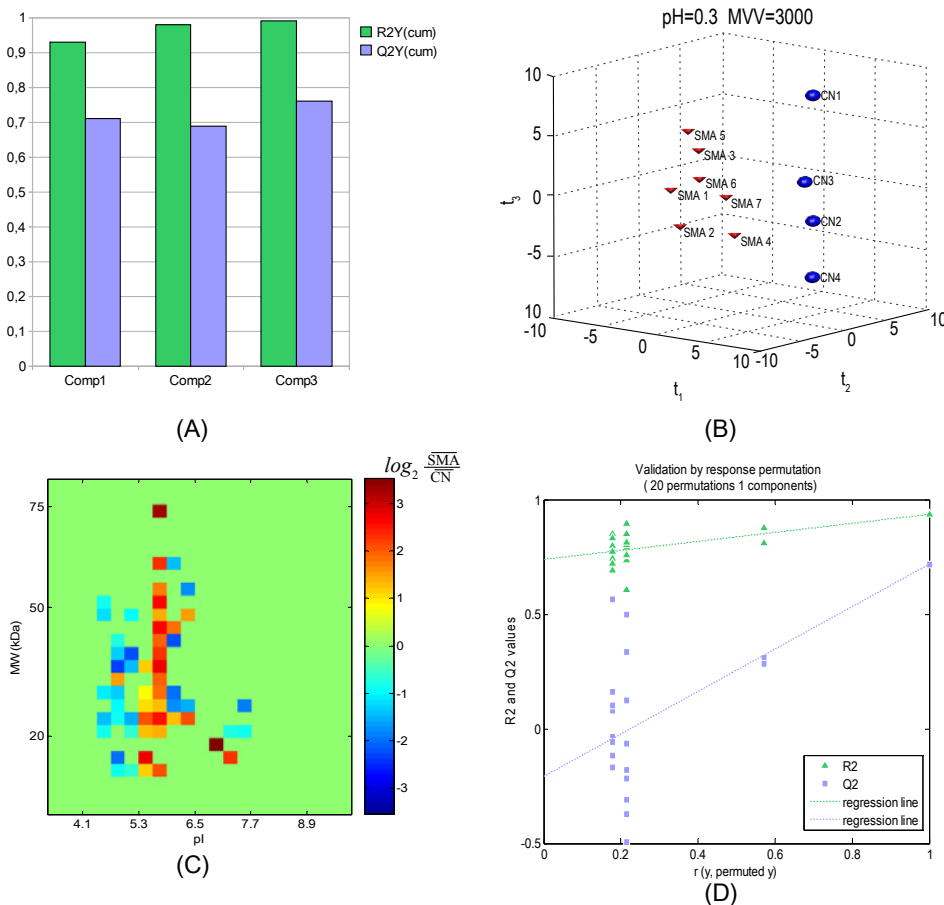 1
0,9
0,8
0,7
0,6
0,5
0,4
0,3
0,2
0,1
0
R2Y(cum)
Q2Y(cum)
Comp1 Comp2 Comp3
(A)
pH=0.3 MVV=3000
10
5
0
-5
10
t3
-10 -5 0 5 10
t1
-10 -5 0 5 10
t2
CN1
SMA 5
SMA 3
SMA 6
CN3
SMA 1
SMA 7
CN2
SMA 2
SMA 4
CN4
(B)
log2 SMA
CN
75
50
20
MW (kDa)
4.1 5.3 6.5 7.7 8.9
pI
3
2
1
0
-1
-2
-3
(C)
Validation by response permutation
( 20 permutations 1 components)
1
0.5
0
-0.5
R2 and Q2 values
R2
Q2
regression line
regression line
0 0.2 0.4 0.6 0.8 1
r (y, permuted y)
(D)